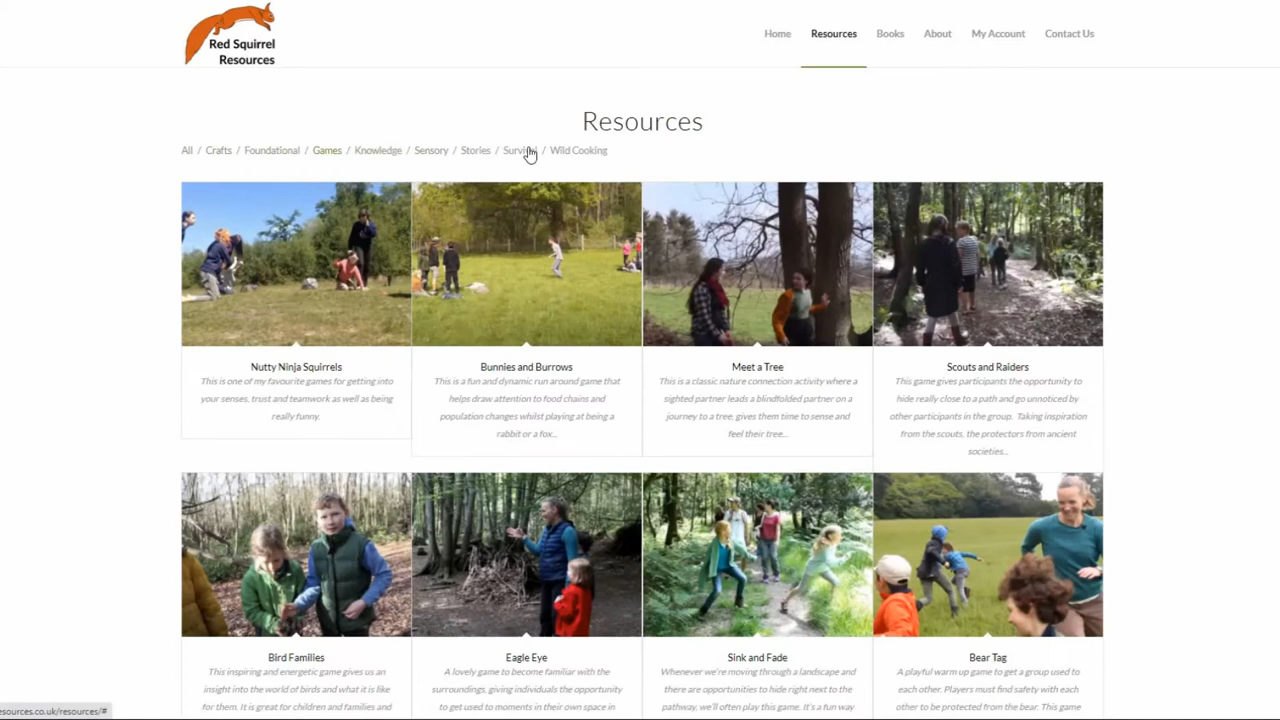 Red Squirrel
Resources
Home Resources Books About My Account Contact Us
Resources
All / Crafts / Foundational / Games / Knowledge / Sensory / Stories / / Wild Cooking
Nutty Ninja Squirrels
This is one of my favourite games for getting into
your senses, trust and teamwork as well as being
really funny.
Bunnies and Burrows
This is a fun and dynamic run around game that
helps draw attention to food chains and
population changes whilst playing at being a
rabbit or a fox...
Meet a Tree
This is a classic nature connection activity where a
sighted partner leads a blindfolded partner on a
journey to a tree, gives them time to sense and
feel their tree...
Scouts and Raiders
This game gives participants the opportunity to
hide really close to a path and go unnoticed by
other participants in the group. Taking inspiration
from the scouts, the protectors from ancient
societies...
Bird Families
This inspiring and energetic game gives us an
insight into the world of birds and what it is like
for them. It is great for children and families and
Eagle Eye
A lovely game to become familiar with the
surroundings, giving individuals the opportunity
to get used to moments in their own space in
Sink and Fade
Whenever we're moving through a landscape and
there are opportunities to hide right next to the
pathway, we'll often play this game. It's a fun way
Bear Tag
A playful warm up game to get a group used to
each other. Players must find safety with each
other to be protected from the bear. This game
esources.co.uk/resources/#